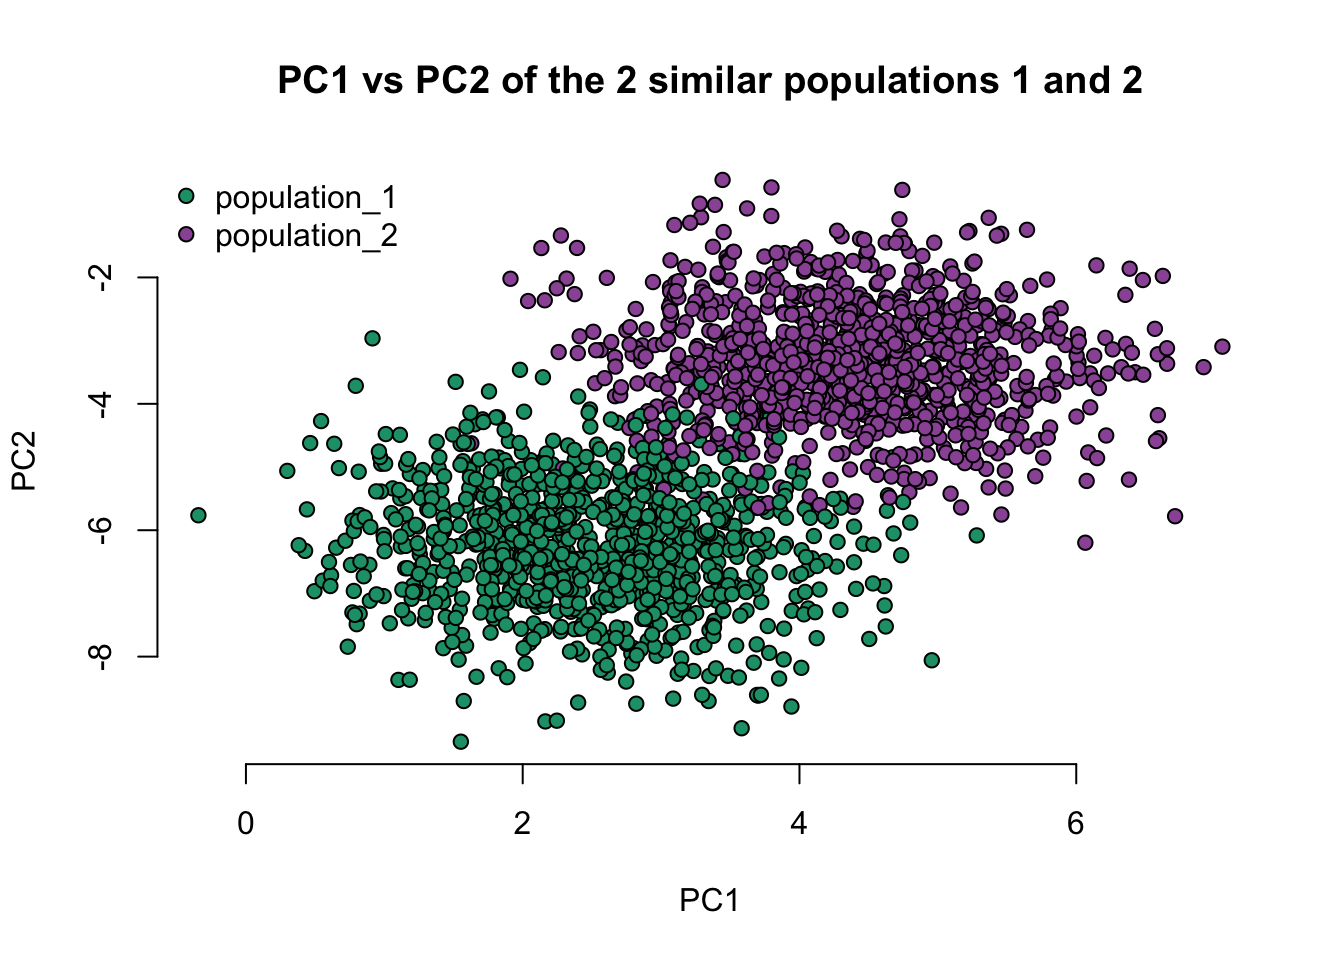 PC1 vs PC2 of the 2 similar populations 1 and 2
population_1
population_2
PC2
-2
-4
-6
-8
0 2 4 6
PC1